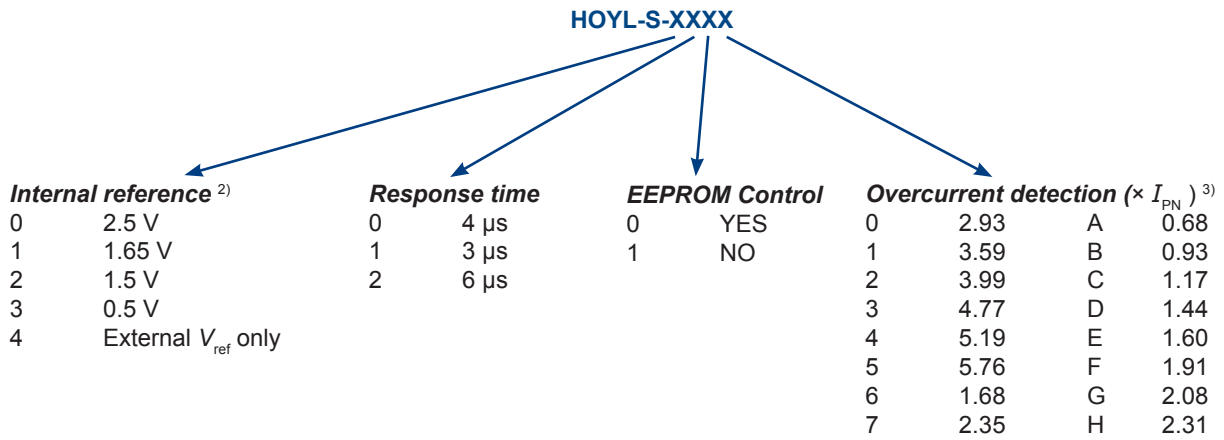 HOYL-S-XXXX
Internal reference 2)
0 2.5 V
1 1.65 V
2 1.5 V
3 0.5 V
4 External Vref only
Response time
0 4 µs
1 3 µs
2 6 µs
EEPROM Control
0 YES
1 NO
Overcurrent detection (× IPN ) 3)
0 2.93 A 0.68
1 3.59 B 0.93
2 3.99 C 1.17
3 4.77 D 1.44
4 5.19 E 1.60
5 5.76 F 1.91
6 1.68 G 2.08
7 2.35 H 2.31